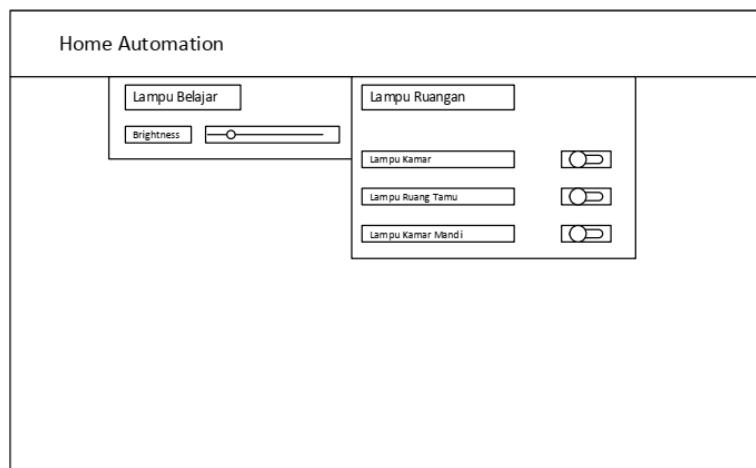 Home Automation
Lampu Belajar
Brightness
Lampu Ruangan
Lampu Kamar
Lampu Ruang Tamu
Lampu Kamar Mandi